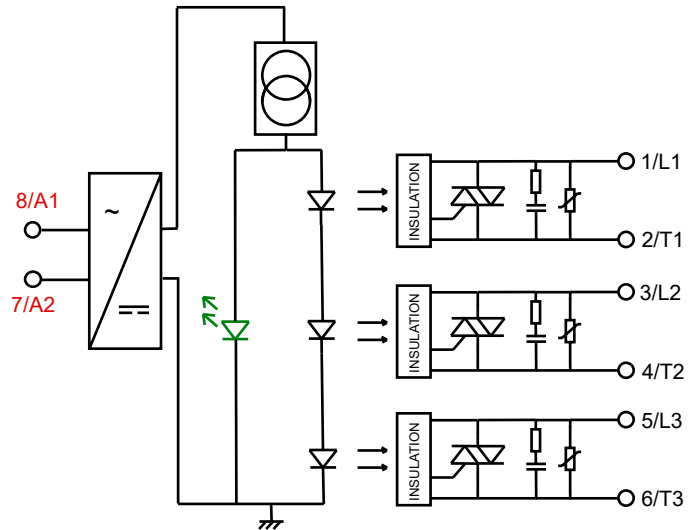 8/A1
7/A2
~
INSULATION
1/L1
2/T1
INSULATION
3/L2
4/T2
INSULATION
5/L3
6/T3